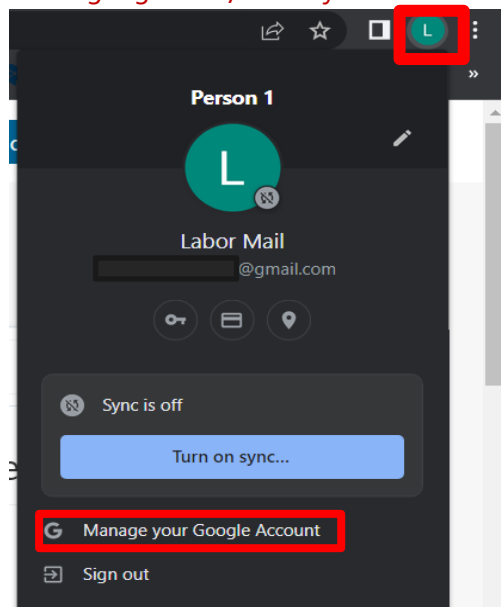 L
»
Person 1
L
Labor Mail
@gmail.com
Sync is off
Turn on sync...
G Manage your Google Account
Sign out